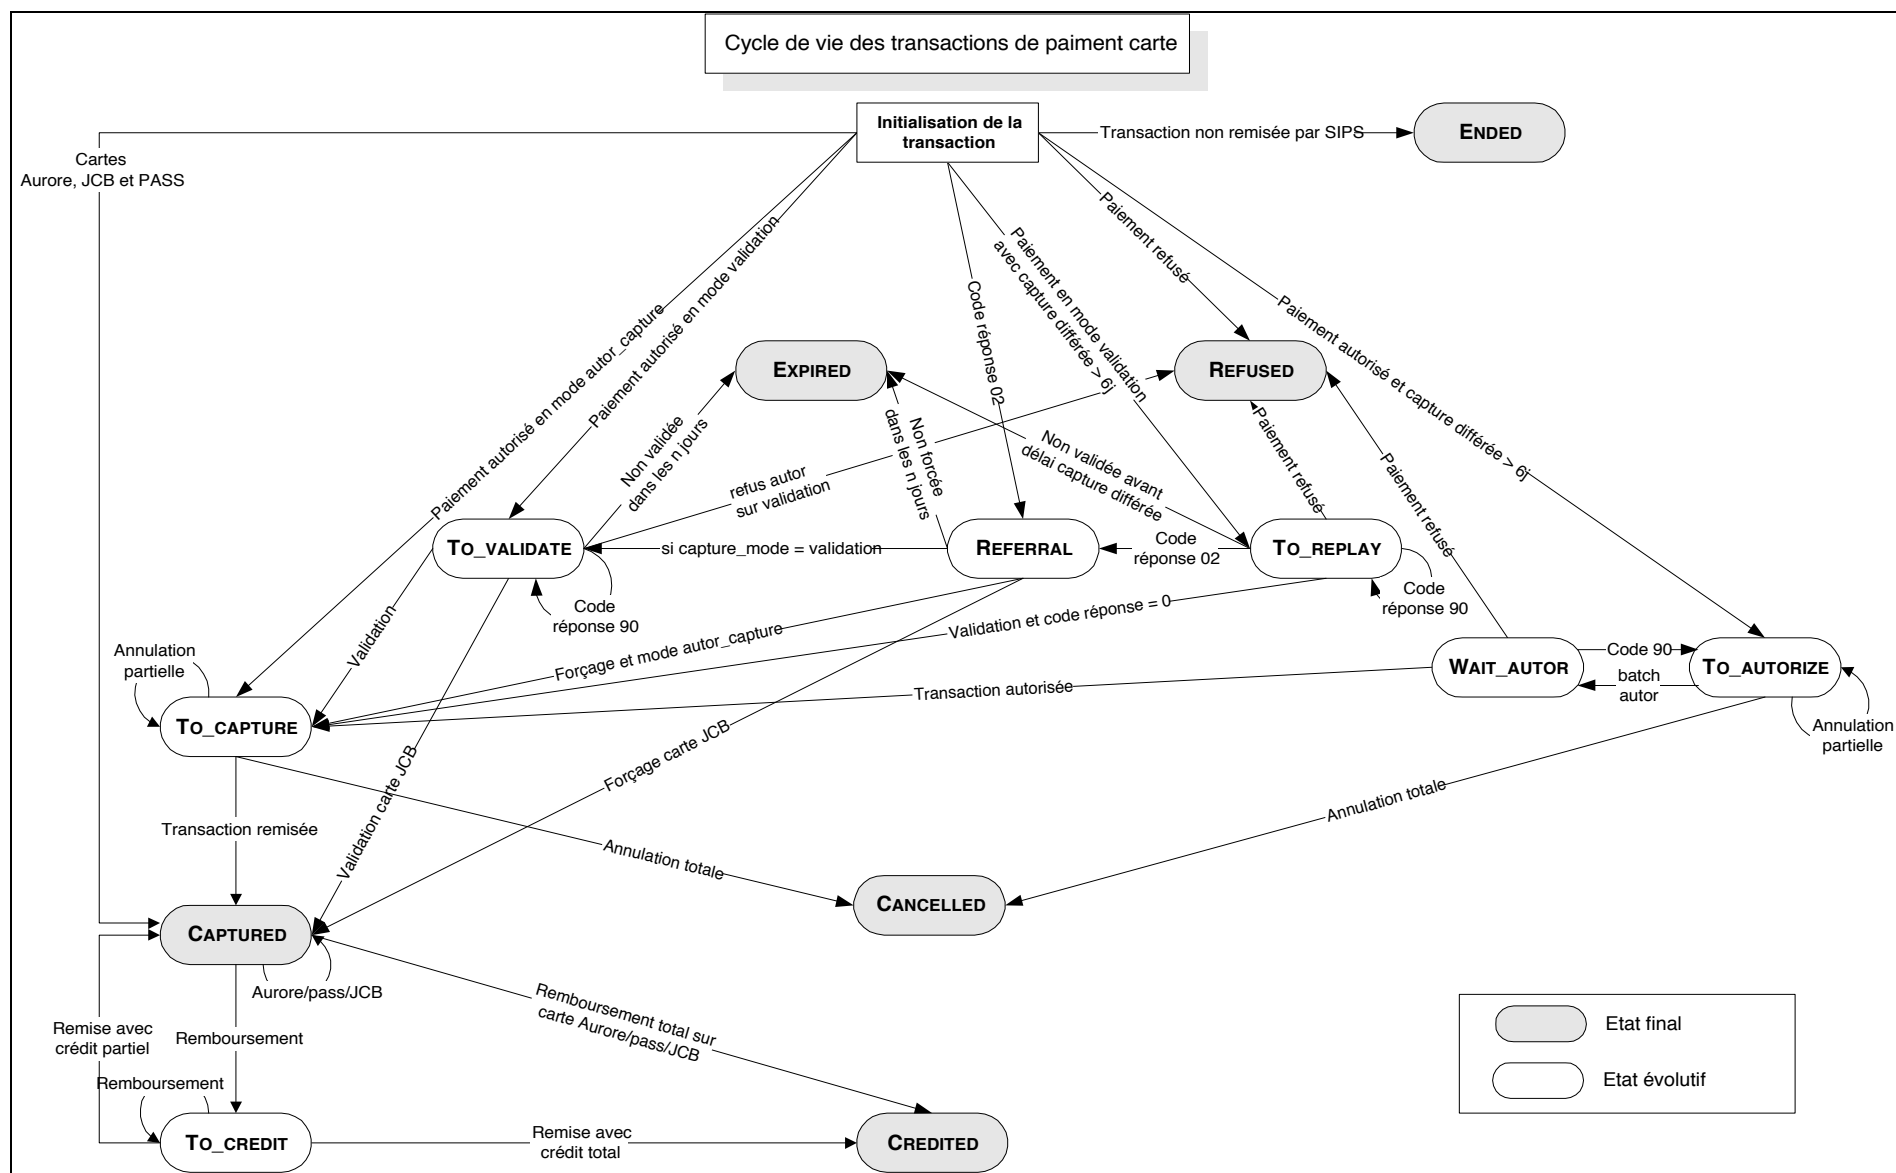 Cycle de vie des transactions de paiment carte
Initialisation de la
transaction
Transaction non remisée par SIPS
ENDED
Cartes
Aurore, JCB et PASS
Paiement autorisé en mode autor_capture
Paiement autorisé en mode validation
Code réponse 02
Paiement en mode validation
avec capture différée > 6j
Paiement refusé
Paiement autorisé et capture différée > 6j
EXPIRED
REFUSED
Non validée
dans les n jours
refus autor
sur validation
Non forcée
dans les n jours
Non validée avant
délai capture différée
Paiement refusé
Paiement refusé
TO_VALIDATE
si capture_mode = validation
REFERRAL
Code
réponse 02
TO_REPLAY
Code
réponse 90
Code
réponse 90
Validation
Forçage et mode autor_capture
Validation et code réponse = 0
Annulation
partielle
WAIT_AUTOR
Code 90
batch
autor
TO_AUTORIZE
Transaction autorisée
TO_CAPTURE
Annulation
partielle
Validation carte JCB
Forçage carte JCB
Transaction remisée
Annulation totale
Annulation totale
CANCELLED
CAPTURED
Aurore/pass/JCB
Remboursement total sur
carte Aurore/pass/JCB
Remise avec
crédit partiel
Remboursement
Remboursement
TO_CREDIT
Remise avec
crédit total
CREDITED
Etat final
Etat évolutif